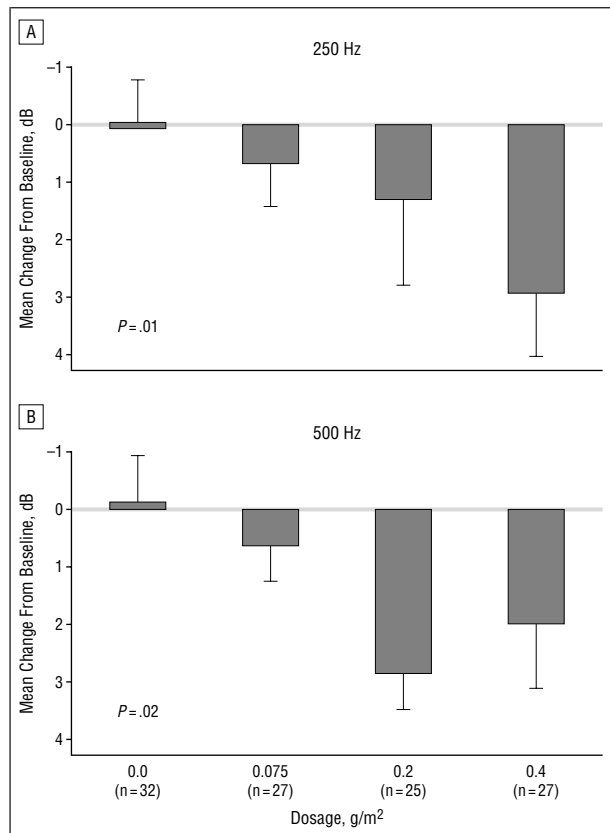 A
250 Hz
Mean Change From Baseline, dB
–1
0
1
2
3
4
P = .01
B
500 Hz
Mean Change From Baseline, dB
–1
0
1
2
3
4
P = .02
0.0 0.075 0.2 0.4
(n = 32) (n = 27) (n = 25) (n = 27)
Dosage, g/m²